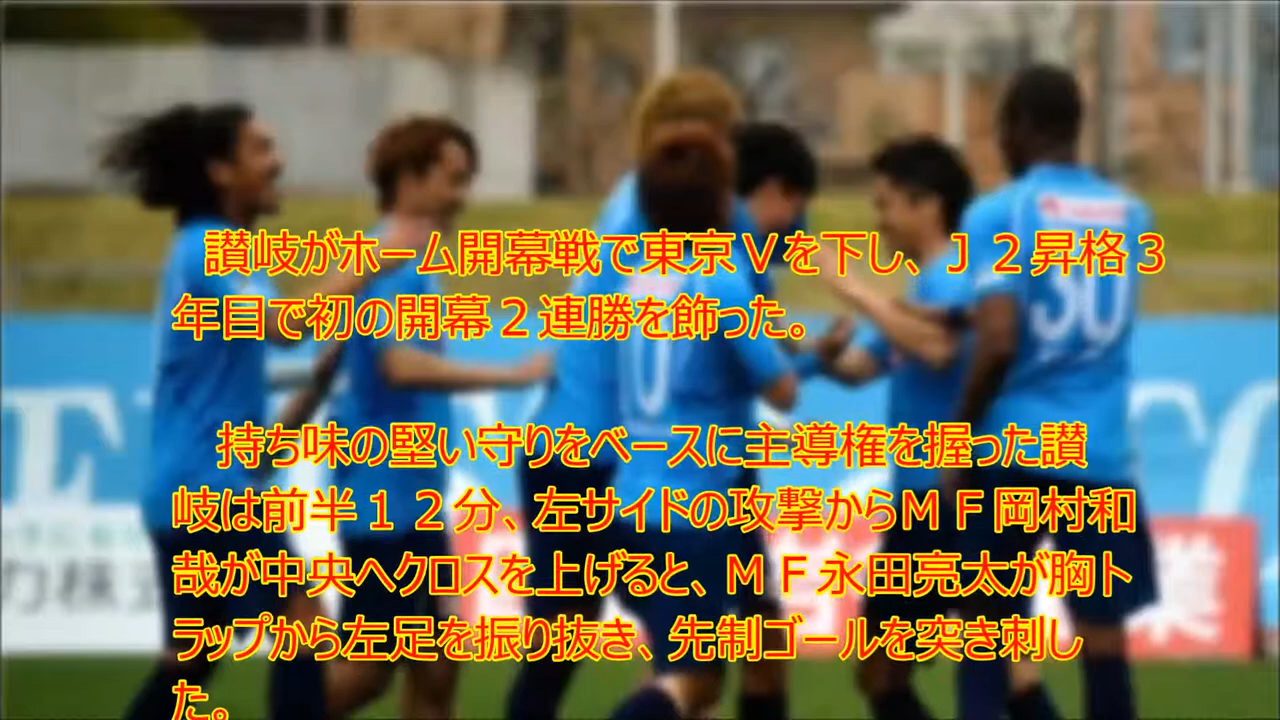 讃岐がホーム開幕戦で東京Ｖを下し、Ｊ２昇格３
年目で初の開幕２連勝を飾った。
持ち味の堅い守りをベースに主導権を握った讃
岐は前半１２分、左サイドの攻撃からＭＦ岡村和
哉が中央へクロスを上げると、ＭＦ永田亮太が胸ト
ラップから左足を振り抜き、先制ゴールを突き刺し
た。
30
力株式
業